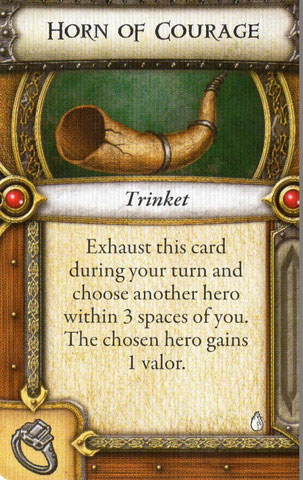 Horn of Courage
Trinket
Exhaust this card
during your turn and
choose another hero
within 3 spaces of you.
The chosen hero gains
1 valor.